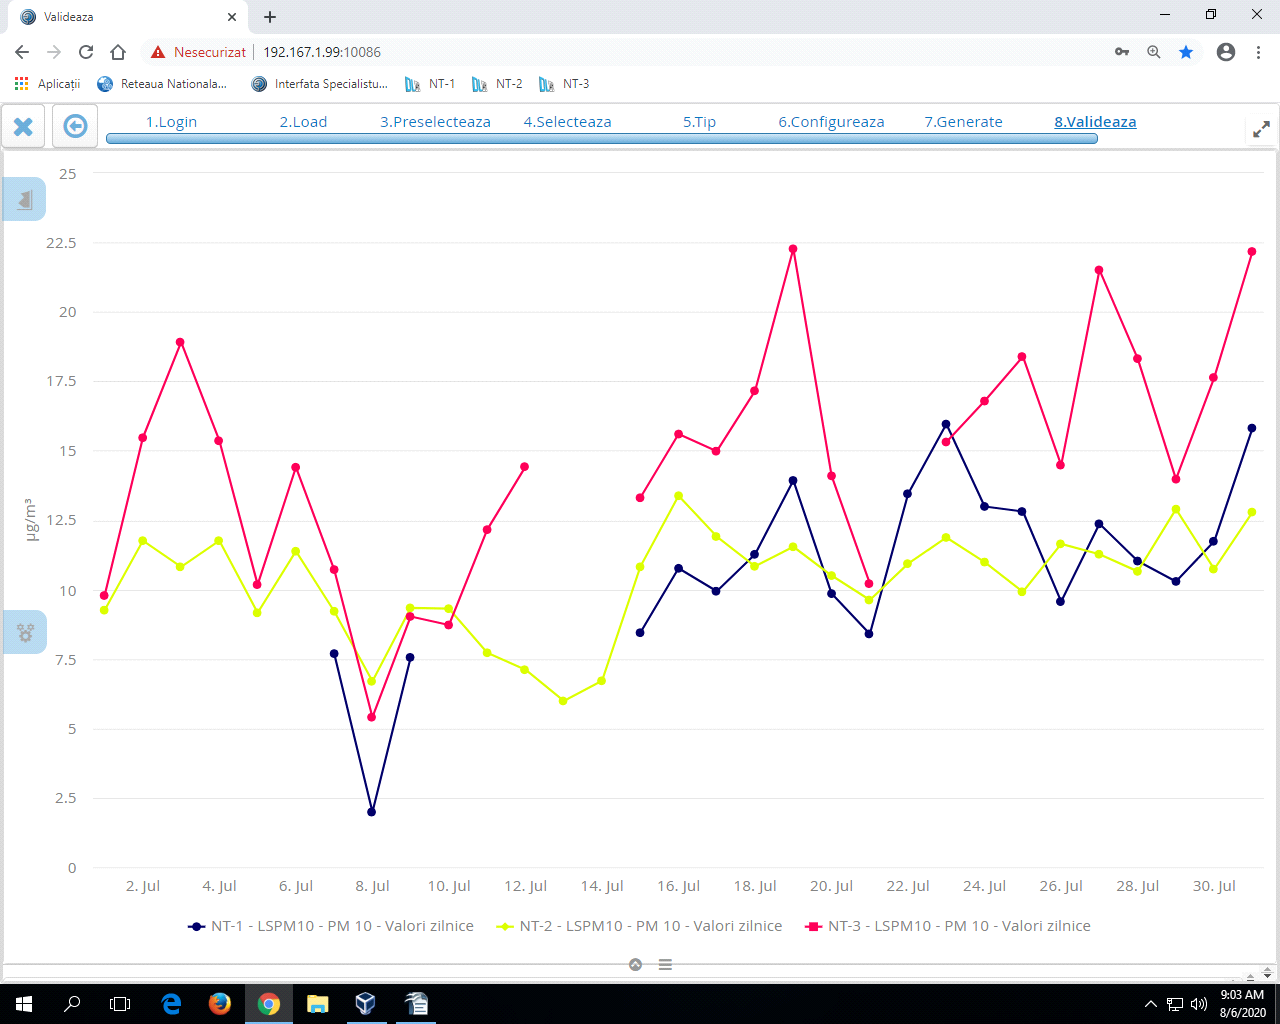 Valideaza
Nesecurizat 192.167.1.99:10086
Aplicații Reteaua Nationala... Interfata Specialistu... NT-1 NT-2 NT-3
1.Login 2.Load 3.Preselecteaza 4.Selecteaza 5.Tip 6.Configureaza 7.Generate 8.Valideaza
25
22.5
20
17.5
15
12.5
10
7.5
5
2.5
0
µg/m³
2. Jul 4. Jul 6. Jul 8. Jul 10. Jul 12. Jul 14. Jul 16. Jul 18. Jul 20. Jul 22. Jul 24. Jul 26. Jul 28. Jul 30. Jul
NT-1 - LSPM10 - PM 10 - Valori zilnice NT-2 - LSPM10 - PM 10 - Valori zilnice NT-3 - LSPM10 - PM 10 - Valori zilnice
9:03 AM
8/6/2020